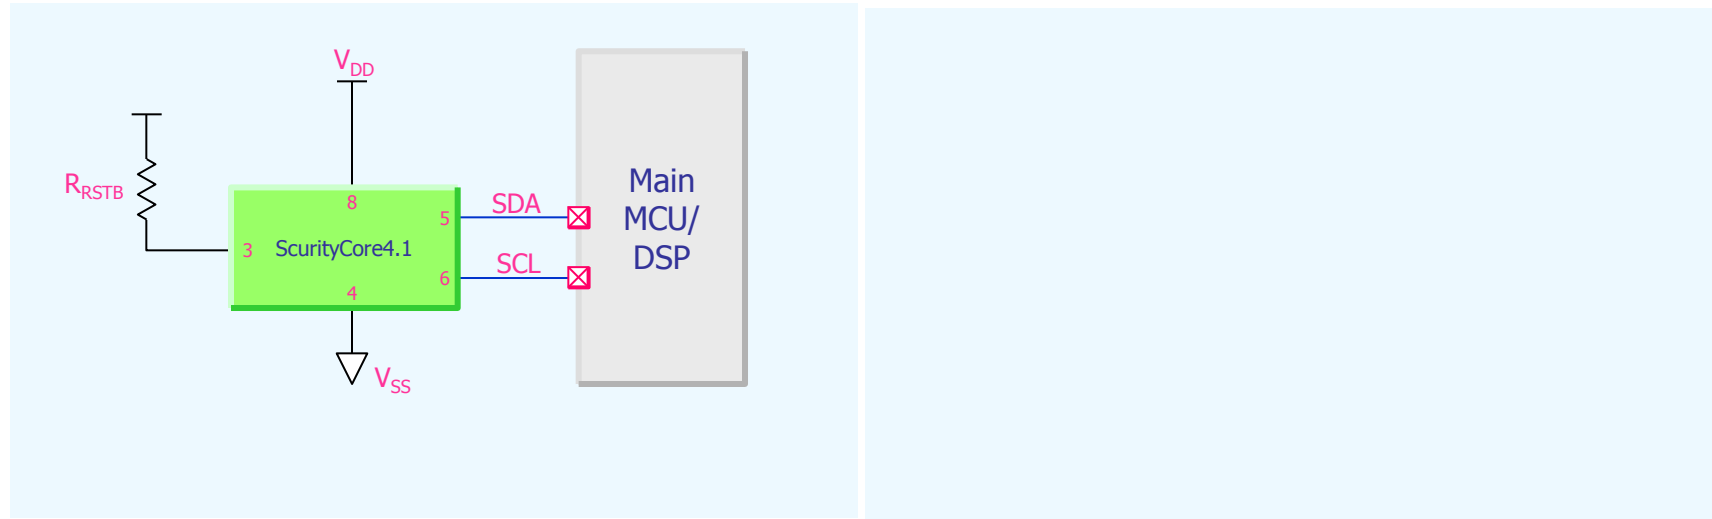 VDD
RRSTB
8
3
ScurityCore4.1
5
6
4
SDA
SCL
VSS
Main
MCU/
DSP